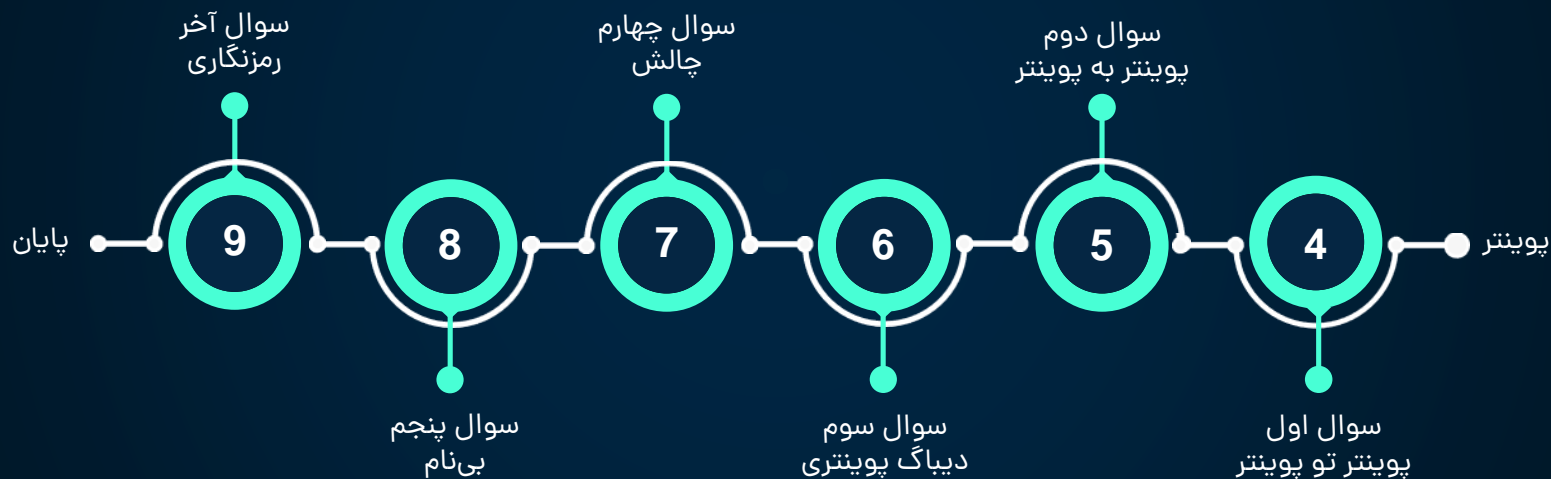 پوینتر
4
سوال اول
پوینتر تو پوینتر
5
سوال دوم
پوینتر به پوینتر
6
سوال سوم
دیباگ پوینتری
7
سوال چهارم
چالش
8
سوال پنجم
بی‌نام
9
سوال آخر
رمزنگاری
پایان